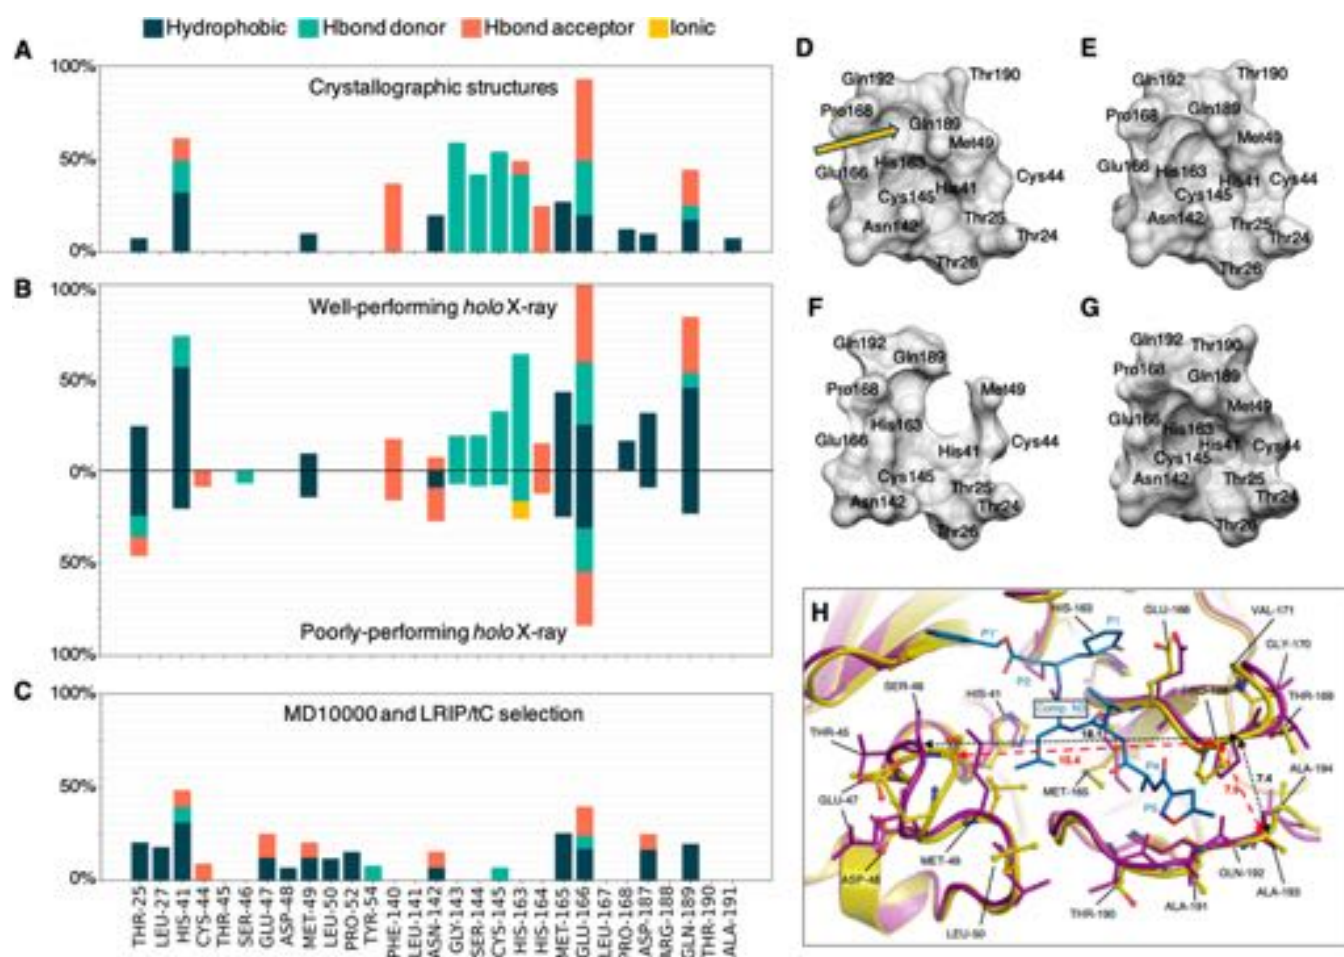 Hydrophobic Hbond donor Hbond acceptor Ionic
A
100%
Crystallographic structures
50%
0%
B
100%
Well-performing holo X-ray
50%
0%
50%
Poorly-performing holo X-ray
100%
C
100%
MD10000 and LRIP/tC selection
50%
0%
THR-25
LEU-27
HIS-41
CYS-44
THR-45
SER-46
GLU-47
ASP-48
MET-49
LEU-50
PRO-52
TYR-54
PHE-140
LEU-141
ASN-142
GLY-143
SER-144
CYS-145
HIS-163
HIS-164
MET-165
GLU-166
LEU-167
PRO-168
ASP-187
ARG-188
GLN-189
THR-190
ALA-191
D
Gln192
Thr190
Pro168
Gln189
Met49
Glu166
His163
Cys44
His41
Cys145
Asn142
Thr25
Thr24
Thr26
E
Gln192
Thr190
Pro168
Gln189
Met49
Glu166
His163
His41
Cys44
Cys145
Asn142
Thr25
Thr24
Thr26
F
Gln192
Gln189
Pro168
Met49
His163
Glu166
His41
Cys44
Cys145
Thr25
Asn142
Thr24
Thr26
G
Gln192
Thr190
Pro168
Gln189
Met49
Glu166
His163
His41
Cys44
Cys145
Asn142
Thr25
Thr24
Thr26
H
HIS-163
GLU-166
VAL-171
P1'
P1
GLY-170
P2
SER-46
HIS-41
THR-169
THR-45
15.4
7.4
ALA-194
GLU-47
MET-165
P4
P5
MET-49
GLN-192
ASP-48
ALA-193
THR-190
ALA-191
LEU-50